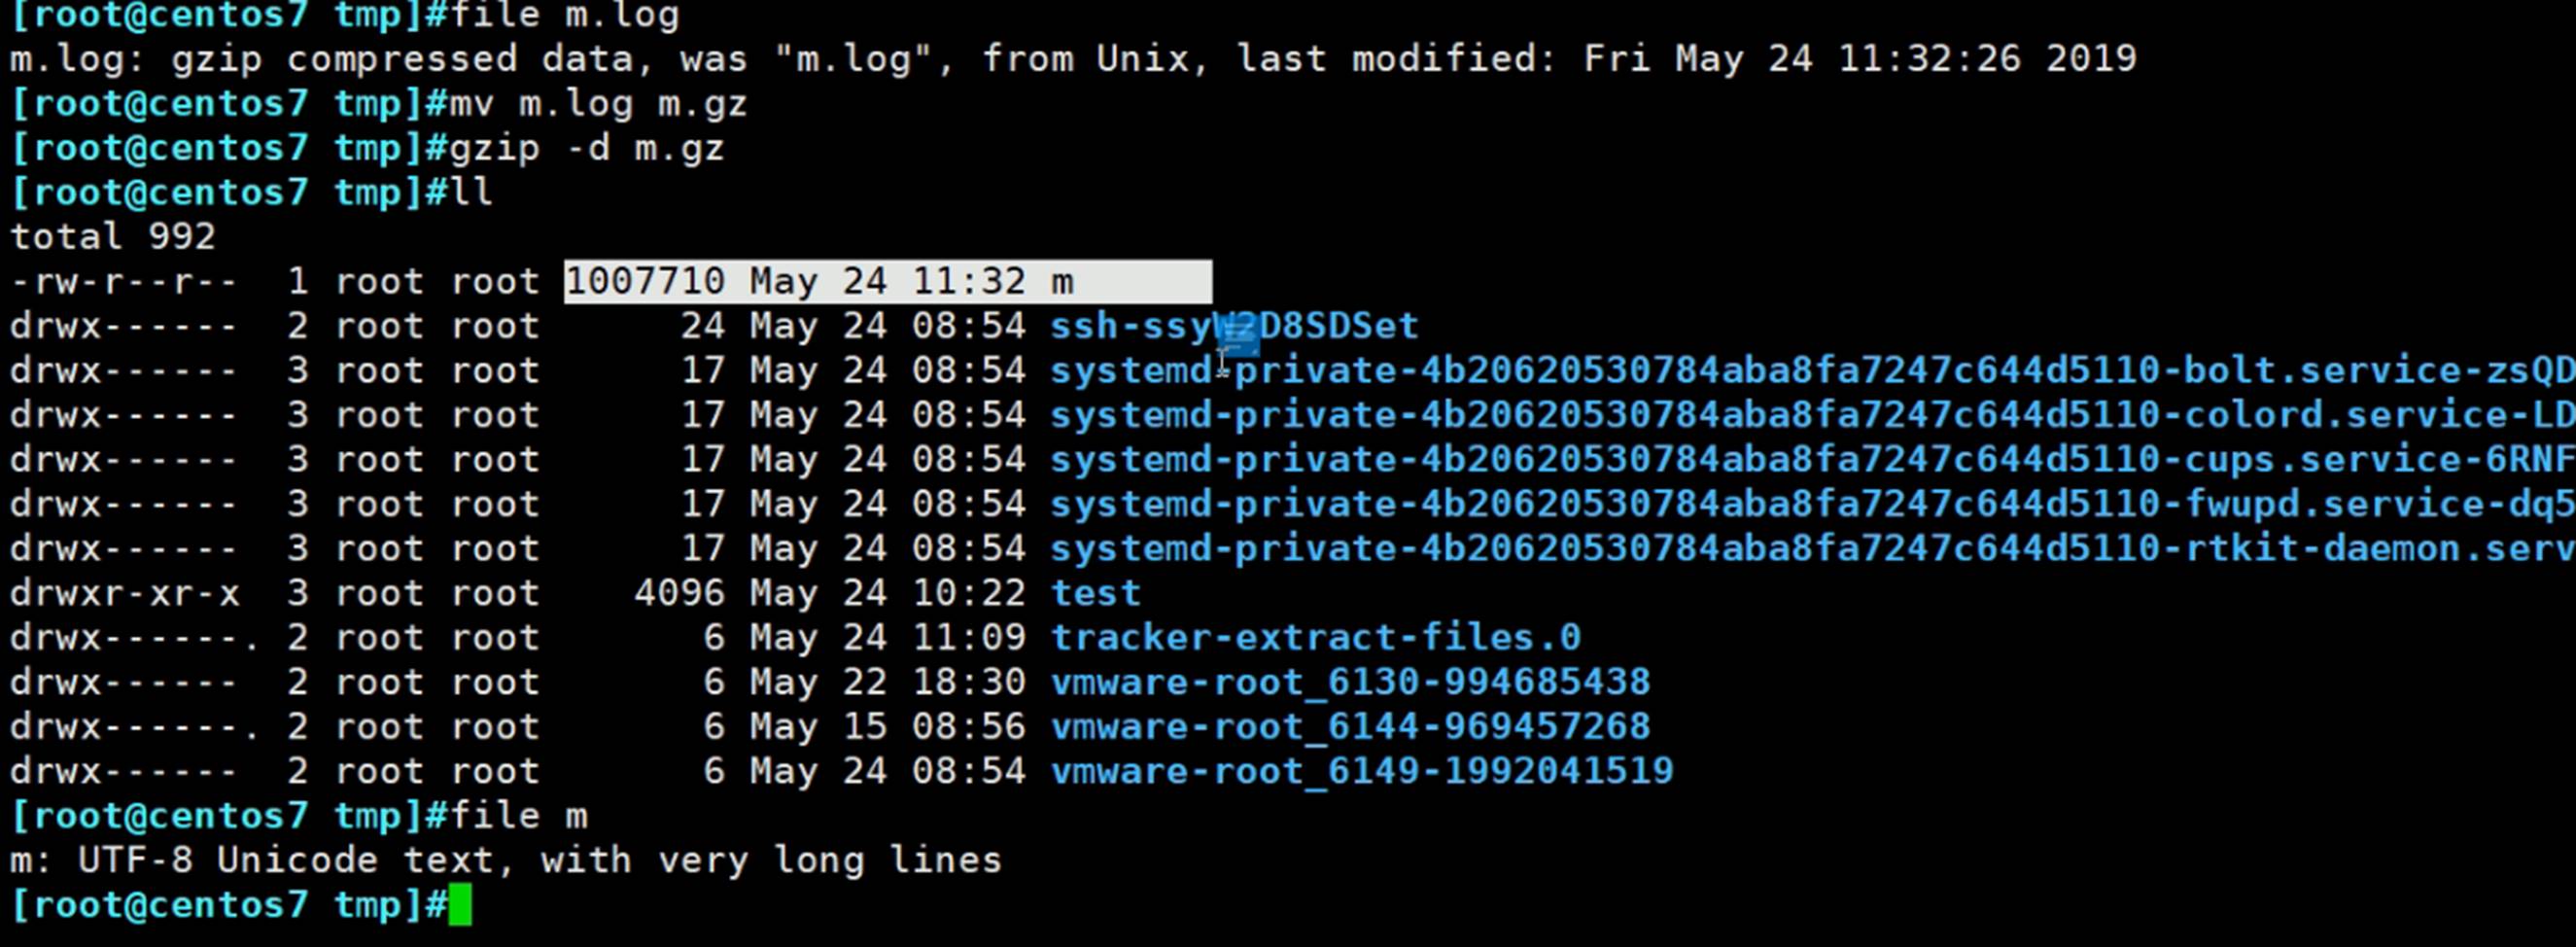 [root@centos7 tmp]#file m.log
m.log: gzip compressed data, was "m.log", from Unix, last modified: Fri May 24 11:32:26 2019
[root@centos7 tmp]#mv m.log m.gz
[root@centos7 tmp]#gzip -d m.gz
[root@centos7 tmp]#ll
total 992
-rw-r--r--  1 root root 1007710 May 24 11:32 m
drwx------  2 root root      24 May 24 08:54 ssh-ssyW2D8SDSet
drwx------  3 root root      17 May 24 08:54 systemd-private-4b20620530784aba8fa7247c644d5110-bolt.service-zsQD
drwx------  3 root root      17 May 24 08:54 systemd-private-4b20620530784aba8fa7247c644d5110-colord.service-LD
drwx------  3 root root      17 May 24 08:54 systemd-private-4b20620530784aba8fa7247c644d5110-cups.service-6RNF
drwx------  3 root root      17 May 24 08:54 systemd-private-4b20620530784aba8fa7247c644d5110-fwupd.service-dq5
drwx------  3 root root      17 May 24 08:54 systemd-private-4b20620530784aba8fa7247c644d5110-rtkit-daemon.serv
drwxr-xr-x  3 root root    4096 May 24 10:22 test
drwx------. 2 root root       6 May 24 11:09 tracker-extract-files.0
drwx------  2 root root       6 May 22 18:30 vmware-root_6130-994685438
drwx------. 2 root root       6 May 15 08:56 vmware-root_6144-969457268
drwx------  2 root root       6 May 24 08:54 vmware-root_6149-1992041519
[root@centos7 tmp]#file m
m: UTF-8 Unicode text, with very long lines
[root@centos7 tmp]#